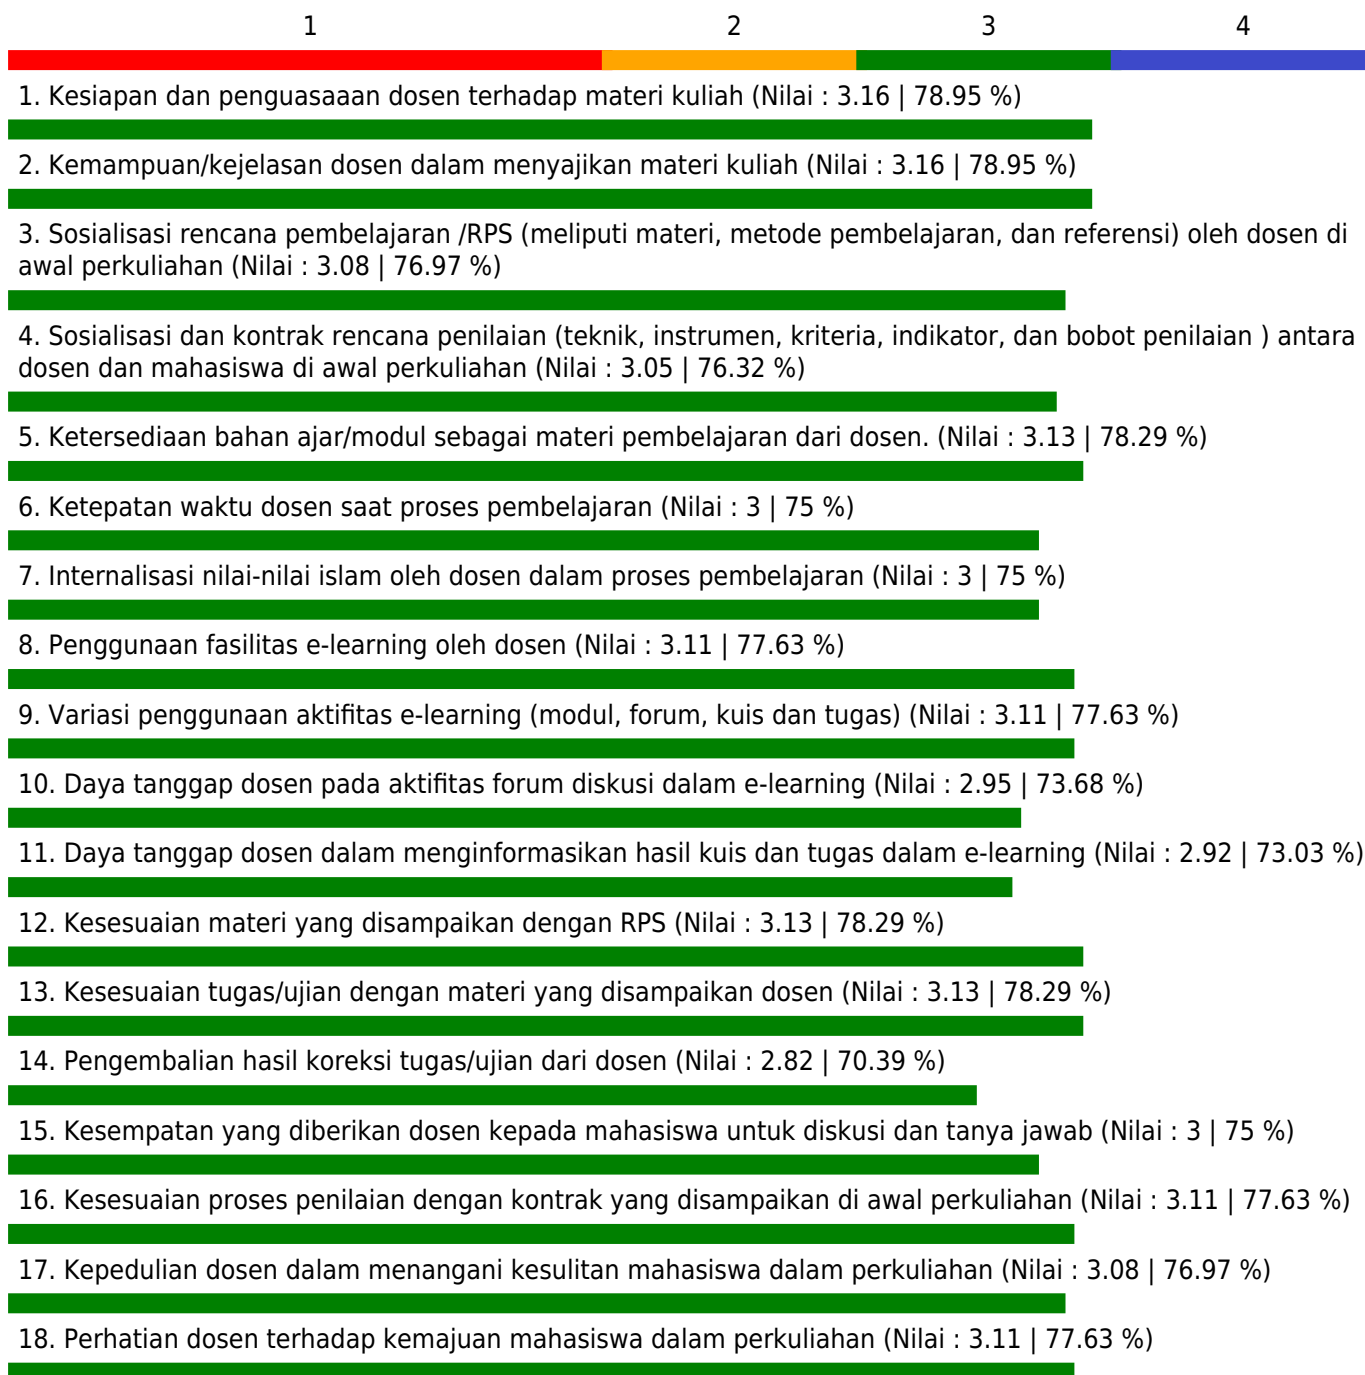 1 2 3 4
1. Kesiapan dan penguasaaan dosen terhadap materi kuliah (Nilai : 3.16 | 78.95 %)
2. Kemampuan/kejelasan dosen dalam menyajikan materi kuliah (Nilai : 3.16 | 78.95 %)
3. Sosialisasi rencana pembelajaran /RPS (meliputi materi, metode pembelajaran, dan referensi) oleh dosen di
awal perkuliahan (Nilai : 3.08 | 76.97 %)
4. Sosialisasi dan kontrak rencana penilaian (teknik, instrumen, kriteria, indikator, dan bobot penilaian ) antara
dosen dan mahasiswa di awal perkuliahan (Nilai : 3.05 | 76.32 %)
5. Ketersediaan bahan ajar/modul sebagai materi pembelajaran dari dosen. (Nilai : 3.13 | 78.29 %)
6. Ketepatan waktu dosen saat proses pembelajaran (Nilai : 3 | 75 %)
7. Internalisasi nilai-nilai islam oleh dosen dalam proses pembelajaran (Nilai : 3 | 75 %)
8. Penggunaan fasilitas e-learning oleh dosen (Nilai : 3.11 | 77.63 %)
9. Variasi penggunaan aktifitas e-learning (modul, forum, kuis dan tugas) (Nilai : 3.11 | 77.63 %)
10. Daya tanggap dosen pada aktifitas forum diskusi dalam e-learning (Nilai : 2.95 | 73.68 %)
11. Daya tanggap dosen dalam menginformasikan hasil kuis dan tugas dalam e-learning (Nilai : 2.92 | 73.03 %)
12. Kesesuaian materi yang disampaikan dengan RPS (Nilai : 3.13 | 78.29 %)
13. Kesesuaian tugas/ujian dengan materi yang disampaikan dosen (Nilai : 3.13 | 78.29 %)
14. Pengembalian hasil koreksi tugas/ujian dari dosen (Nilai : 2.82 | 70.39 %)
15. Kesempatan yang diberikan dosen kepada mahasiswa untuk diskusi dan tanya jawab (Nilai : 3 | 75 %)
16. Kesesuaian proses penilaian dengan kontrak yang disampaikan di awal perkuliahan (Nilai : 3.11 | 77.63 %)
17. Kepedulian dosen dalam menangani kesulitan mahasiswa dalam perkuliahan (Nilai : 3.08 | 76.97 %)
18. Perhatian dosen terhadap kemajuan mahasiswa dalam perkuliahan (Nilai : 3.11 | 77.63 %)